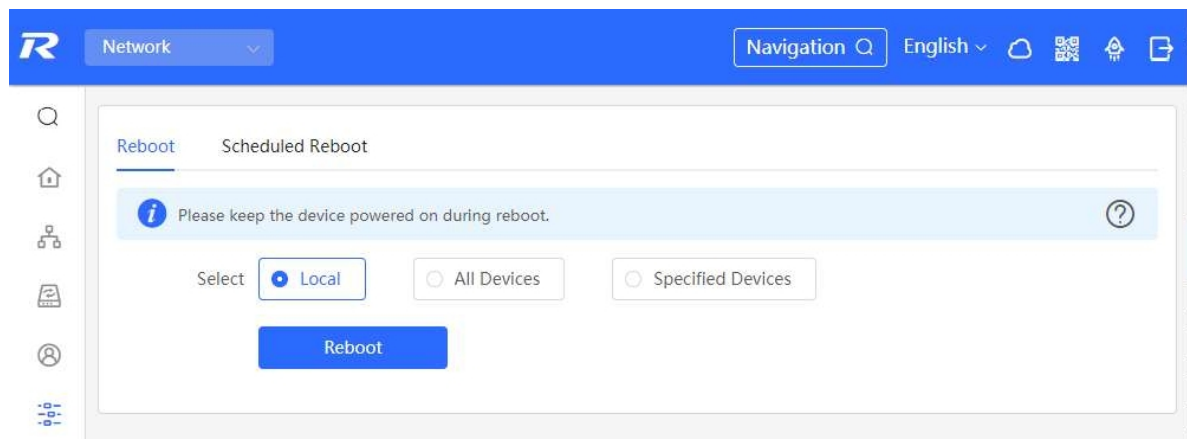 R Network Navigation English
Reboot Scheduled Reboot
i Please keep the device powered on during reboot. ?
Select Local All Devices Specified Devices
Reboot